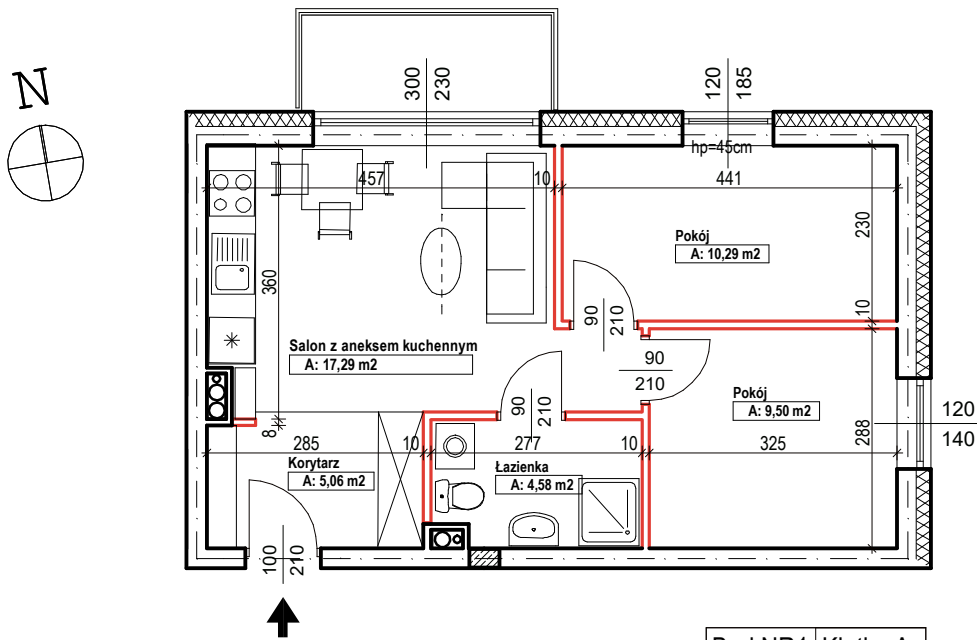 N
300
230
120
185
hp=45cm
457
10
441
230
Pokój
A: 10,29 m2
360
90
210
10
Salon z aneksem kuchennym
A: 17,29 m2
90
210
Pokój
A: 9,50 m2
90
210
120
140
8
285
10
277
10
325
288
Korytarz
A: 5,06 m2
Łazienka
A: 4,58 m2
100
210